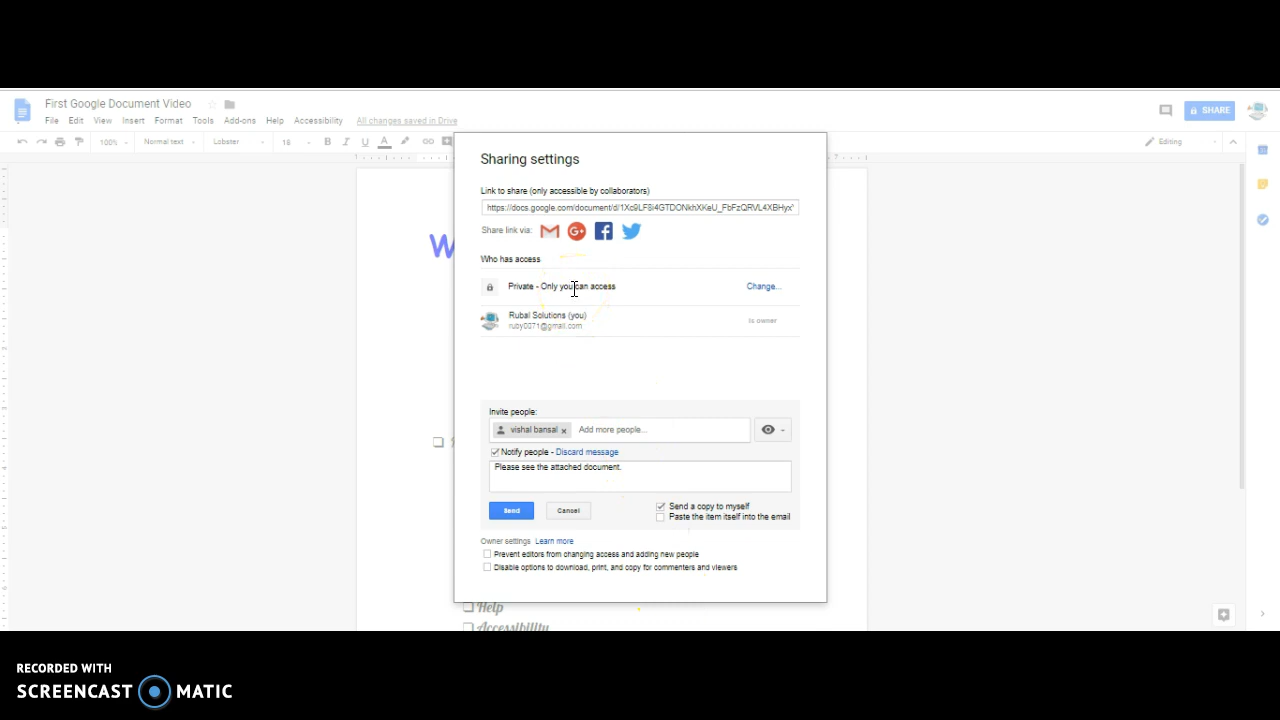 First Google Document Video
SHARE
File Edit View Insert Format Tools Add-ons Help Accessibility All changes saved in Drive
100% Normal text Lobster 18 B I U A Editing
Sharing settings
Link to share (only accessible by collaborators)
Share link via:
W
Who has access
Private - Only you can access Change...
Rubal Solutions (you) Is owner
ruby0071@gmail.com
Invite people:
vishal bansal x Add more people...
Notify people - Discard message
Please see the attached document.
Send Cancel Send a copy to myself
Paste the item itself into the email
Owner settings Learn more
Prevent editors from changing access and adding new people
Disable options to download, print, and copy for commenters and viewers
Help
Accessibility
RECORDED WITH
SCREENCAST MATIC